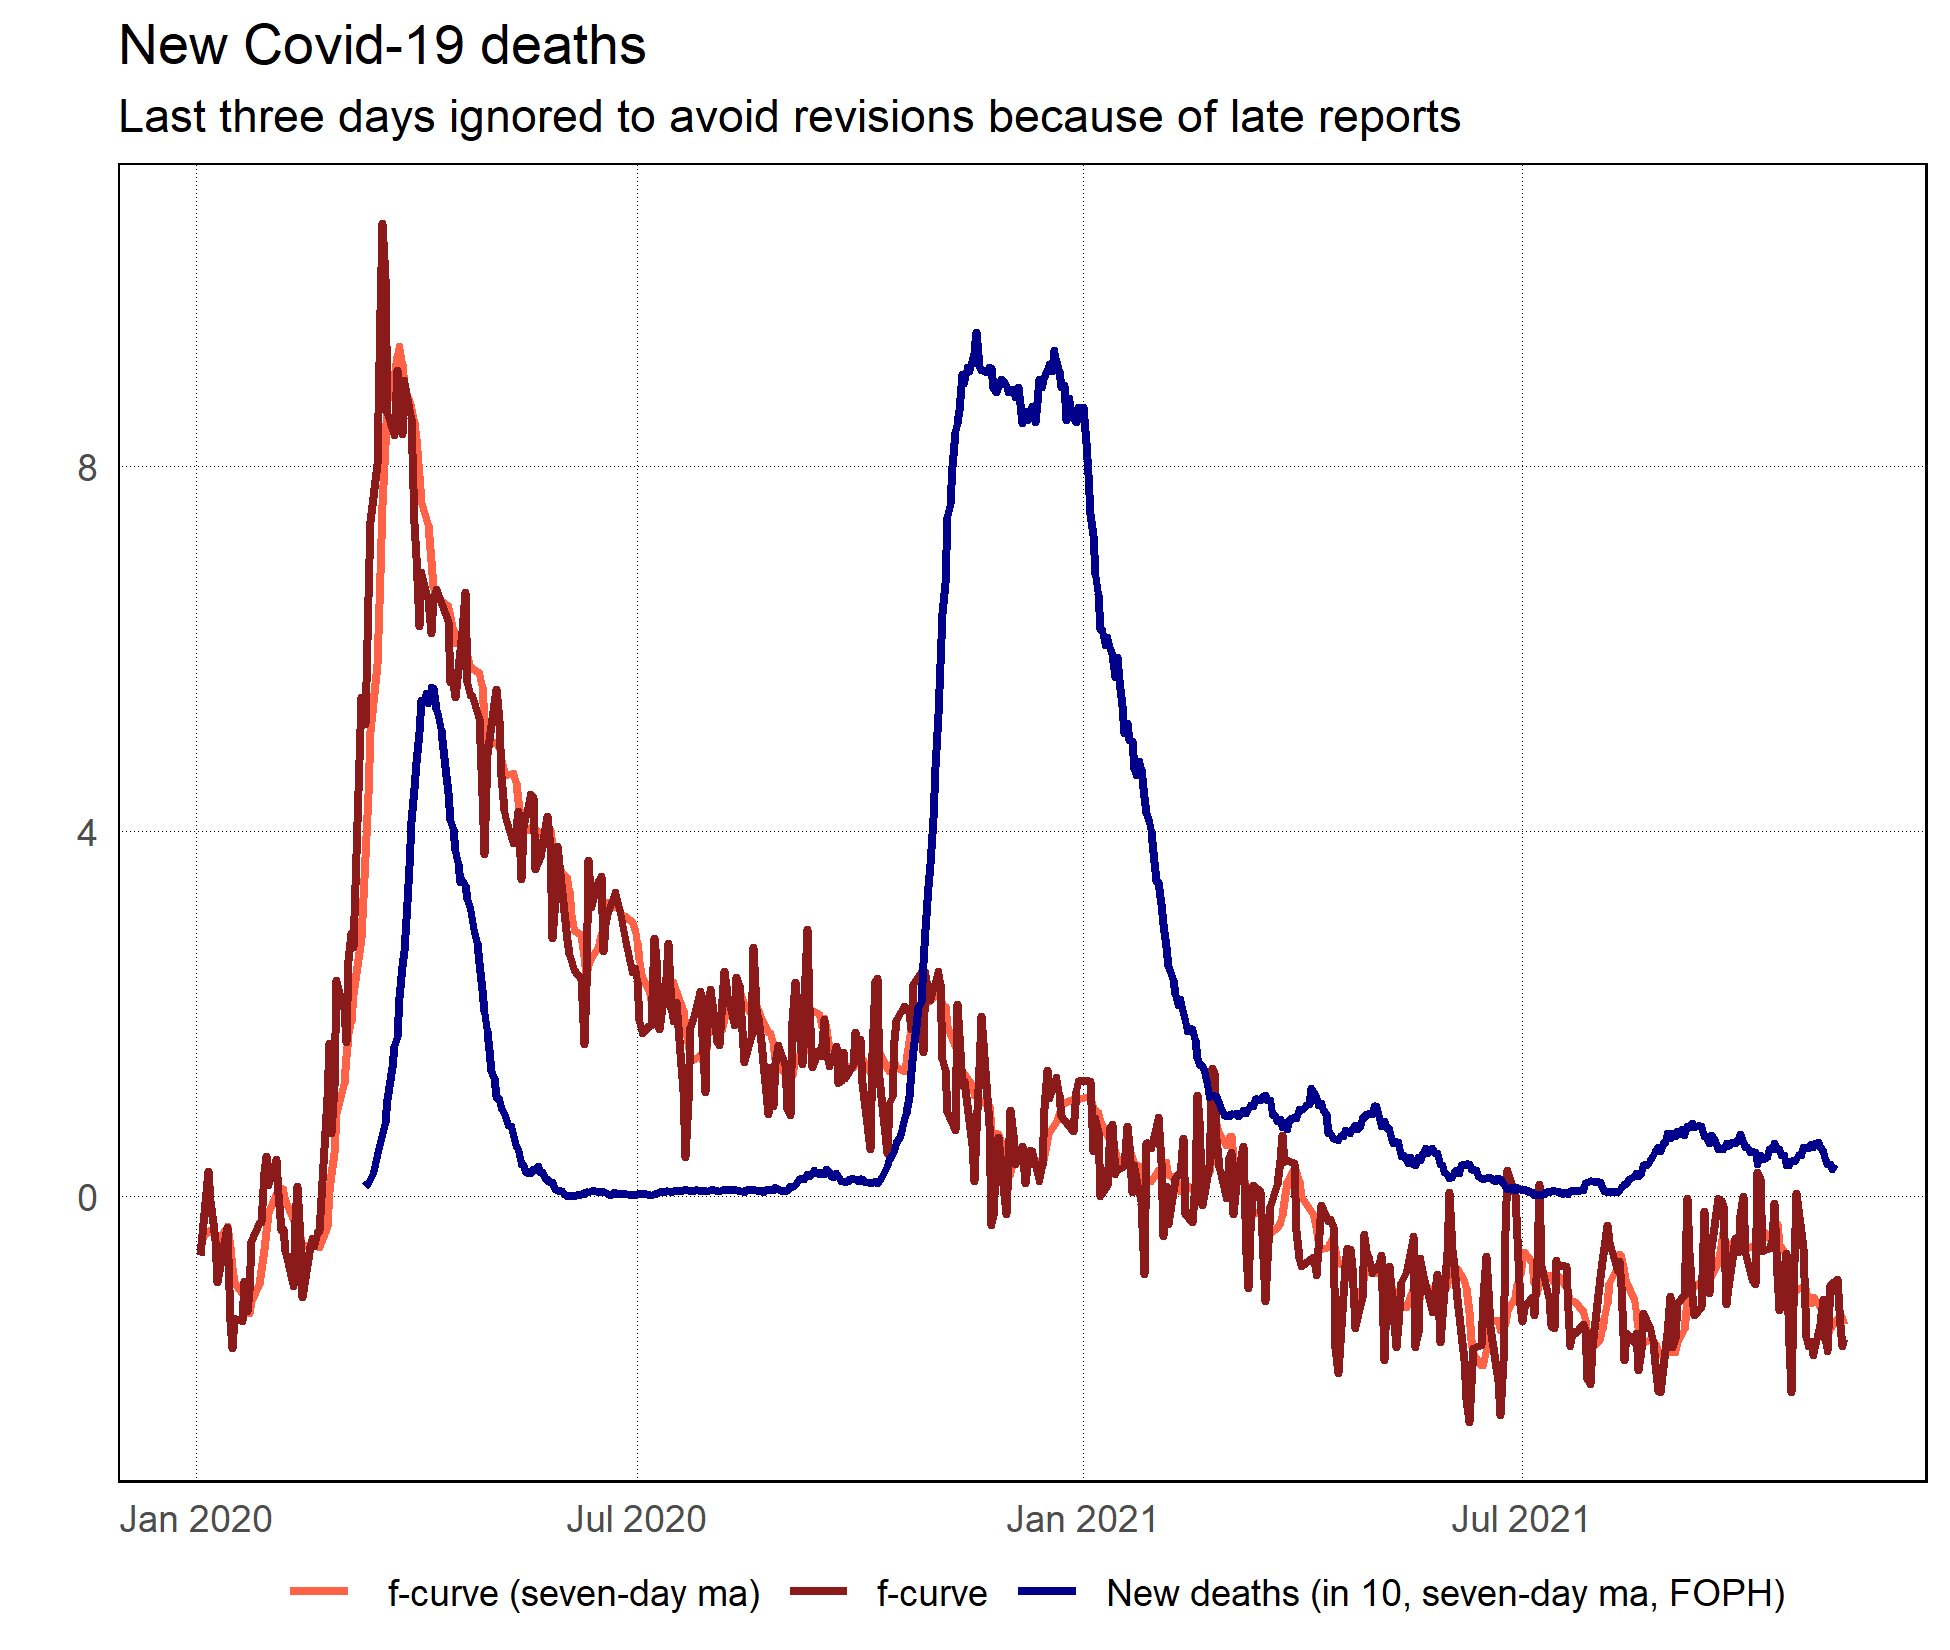 New Covid-19 deaths
Last three days ignored to avoid revisions because of late reports
8
4
0
Jan 2020 Jul 2020 Jan 2021 Jul 2021
f-curve (seven-day ma) f-curve New deaths (in 10, seven-day ma, FOPH)